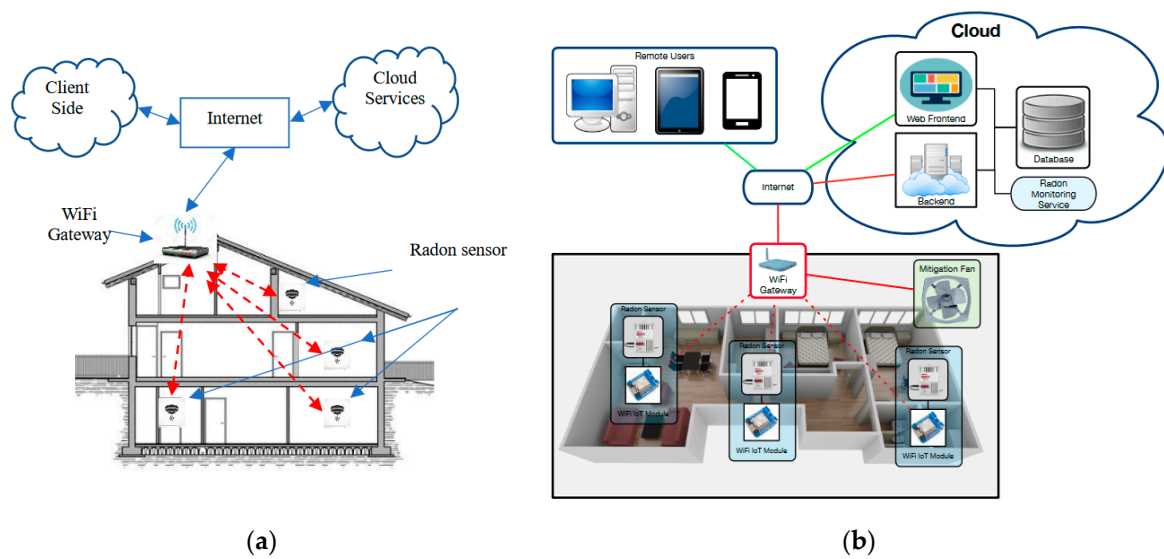 Client
Side
Internet
Cloud
Services
WiFi
Gateway
Radon sensor
(a)
Remote Users
Cloud
Web Frontend
Database
Backend
Radon
Monitoring
Service
Internet
WiFi
Gateway
Mitigation Fan
Radon Sensor
WiFi IoT Module
Radon Sensor
WiFi IoT Module
Radon Sensor
WiFi IoT Module
(b)